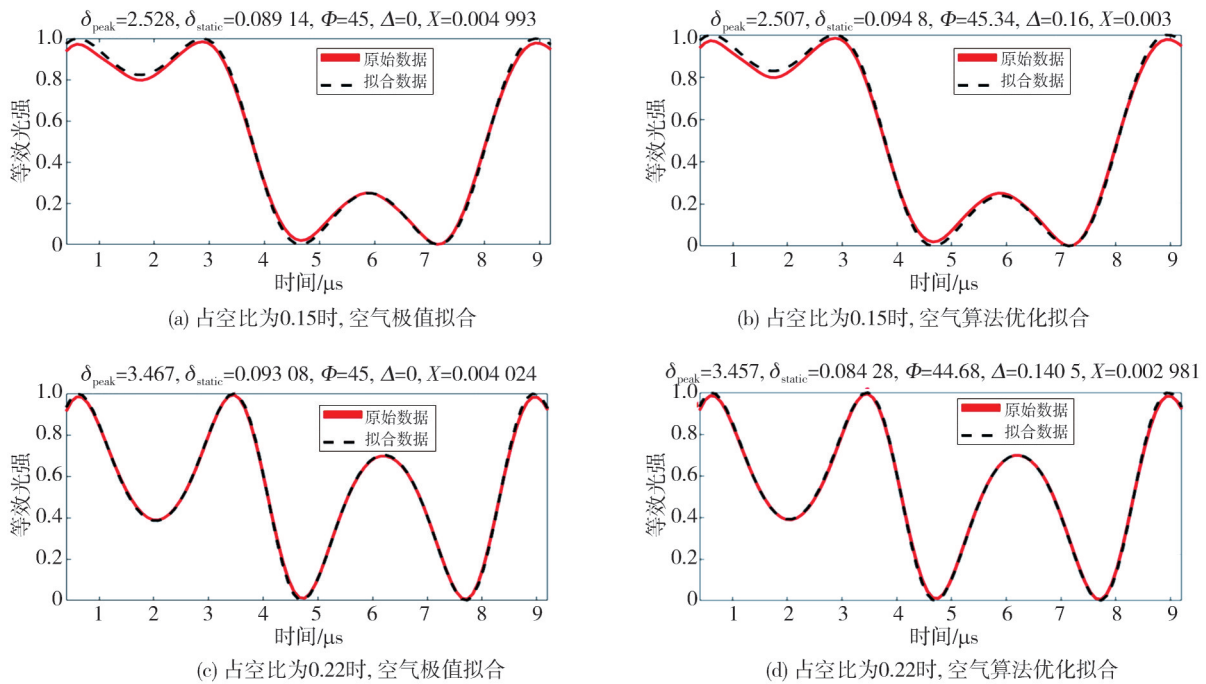 δpeak=2.528, δstatic=0.089 14, Φ=45, Δ=0, X=0.004 993
1.0
0.8
0.6
0.4
0.2
0
等效光强
原始数据
拟合数据
1 2 3 4 5 6 7 8 9
时间/μs
(a) 占空比为0.15时, 空气极值拟合
δpeak=2.507, δstatic=0.094 8, Φ=45.34, Δ=0.16, X=0.003
1.0
0.8
0.6
0.4
0.2
0
等效光强
原始数据
拟合数据
1 2 3 4 5 6 7 8 9
时间/μs
(b) 占空比为0.15时, 空气算法优化拟合
δpeak=3.467, δstatic=0.093 08, Φ=45, Δ=0, X=0.004 024
1.0
0.8
0.6
0.4
0.2
0
等效光强
原始数据
拟合数据
1 2 3 4 5 6 7 8 9
时间/μs
(c) 占空比为0.22时, 空气极值拟合
δpeak=3.457, δstatic=0.084 28, Φ=44.68, Δ=0.140 5, X=0.002 981
1.0
0.8
0.6
0.4
0.2
0
等效光强
原始数据
拟合数据
1 2 3 4 5 6 7 8 9
时间/μs
(d) 占空比为0.22时, 空气算法优化拟合